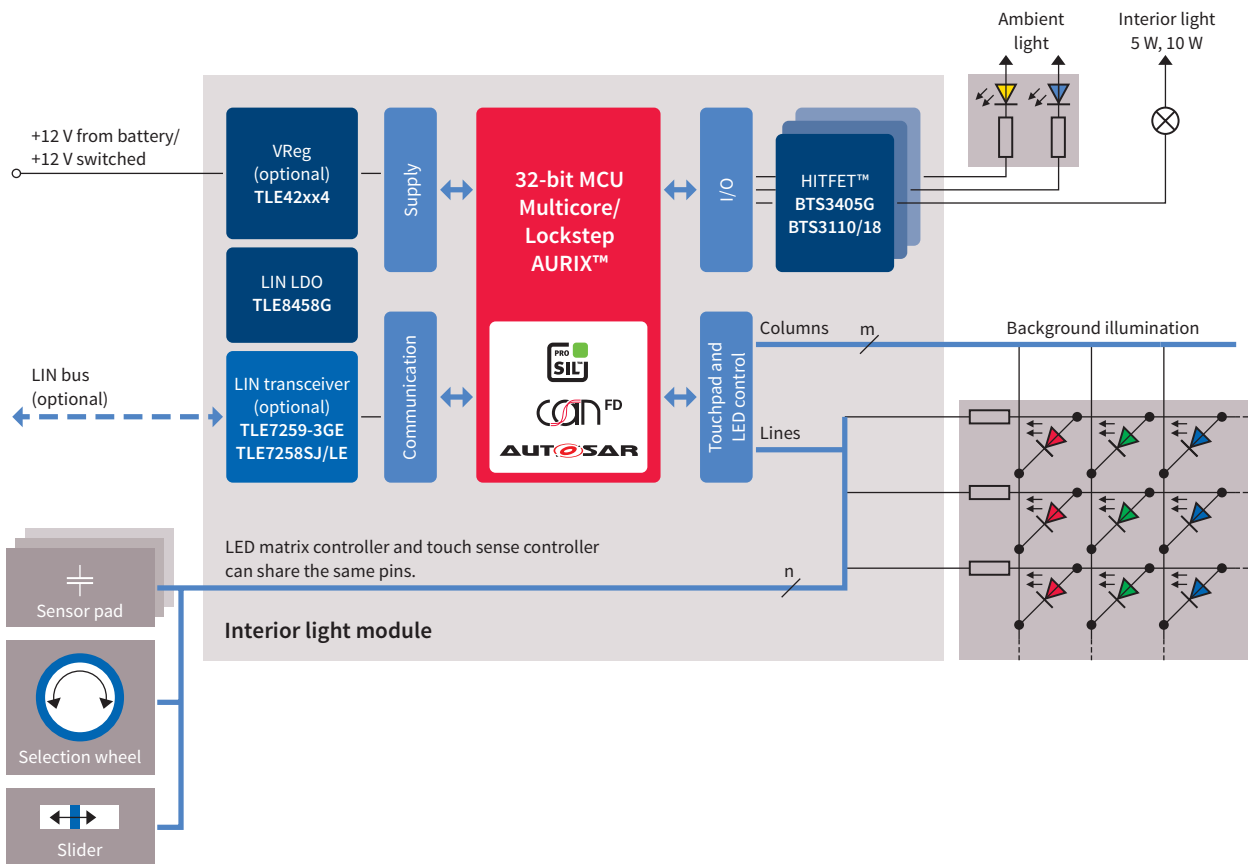 Ambient
light
Interior light
5 W, 10 W
+12 V from battery/
+12 V switched
VReg
(optional)
TLE42xx4
Supply
32-bit MCU
Multicore/
Lockstep
AURIX™
I/O
HITFET™
BTS3405G
BTS3110/18
LIN LDO
TLE8458G
LIN bus
(optional)
LIN transceiver
(optional)
TLE7259-3GE
TLE7258SJ/LE
Communication
PRO
SIL
CAN FD
AUTOSAR
Touchpad and
LED control
Columns
m
Lines
Background illumination
LED matrix controller and touch sense controller
can share the same pins.
n
Interior light module
Sensor pad
Selection wheel
Slider